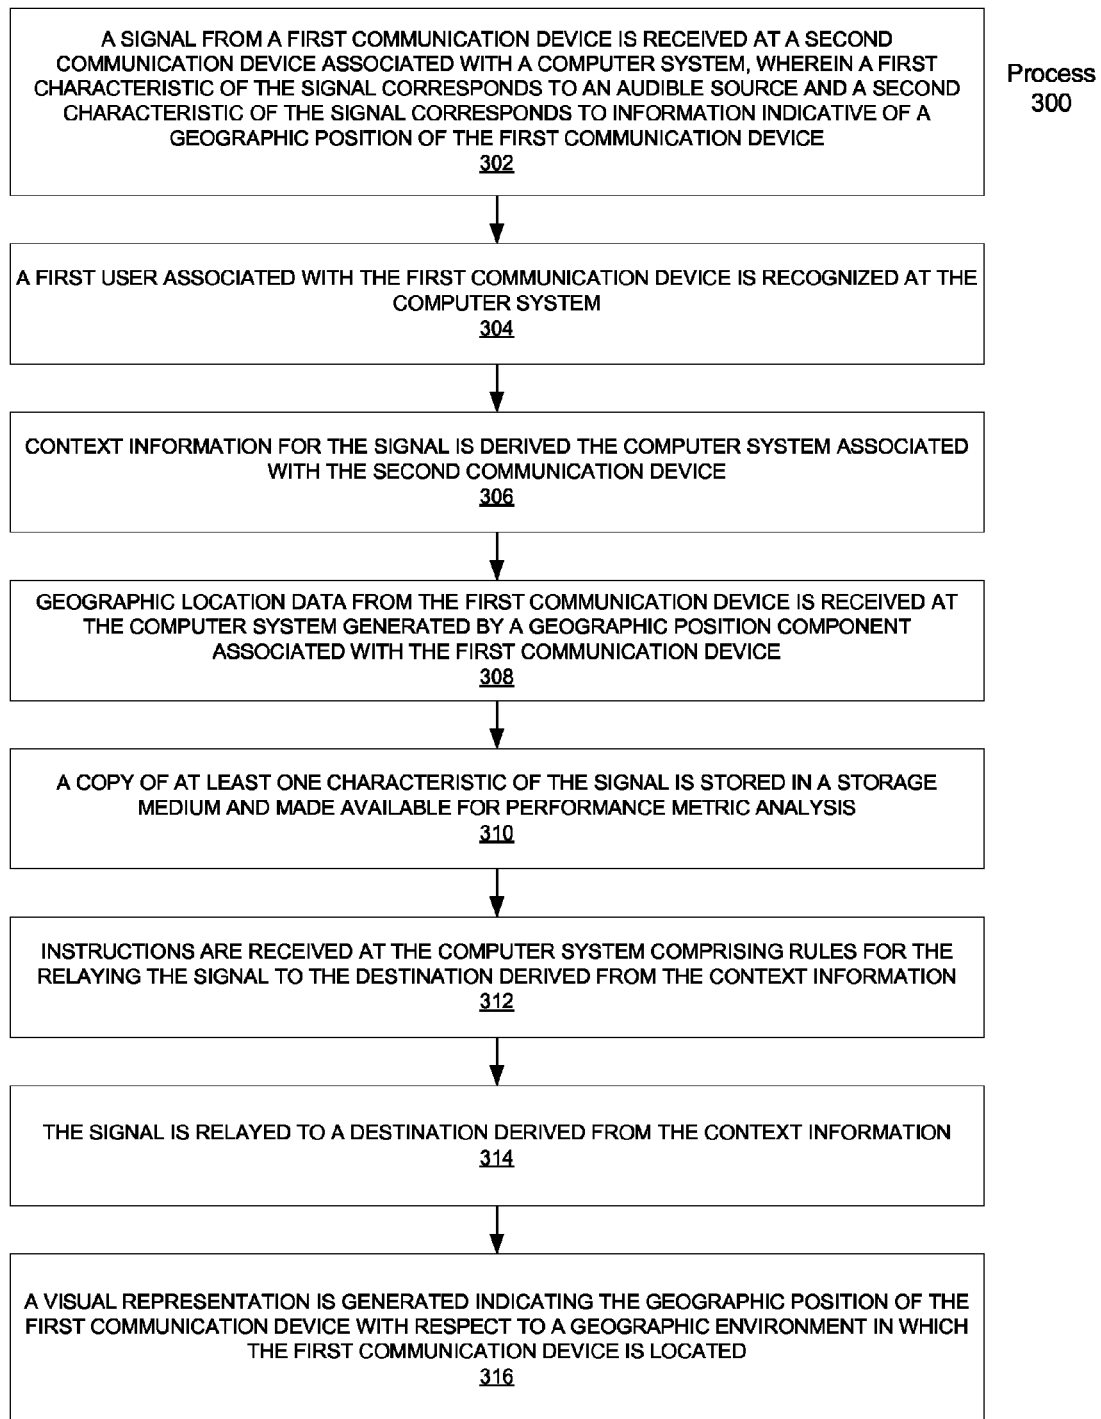 A SIGNAL FROM A FIRST COMMUNICATION DEVICE IS RECEIVED AT A SECOND
COMMUNICATION DEVICE ASSOCIATED WITH A COMPUTER SYSTEM, WHEREIN A FIRST
CHARACTERISTIC OF THE SIGNAL CORRESPONDS TO AN AUDIBLE SOURCE AND A SECOND
CHARACTERISTIC OF THE SIGNAL CORRESPONDS TO INFORMATION INDICATIVE OF A
GEOGRAPHIC POSITION OF THE FIRST COMMUNICATION DEVICE
302
Process
300
A FIRST USER ASSOCIATED WITH THE FIRST COMMUNICATION DEVICE IS RECOGNIZED AT THE
COMPUTER SYSTEM
304
CONTEXT INFORMATION FOR THE SIGNAL IS DERIVED THE COMPUTER SYSTEM ASSOCIATED
WITH THE SECOND COMMUNICATION DEVICE
306
GEOGRAPHIC LOCATION DATA FROM THE FIRST COMMUNICATION DEVICE IS RECEIVED AT
THE COMPUTER SYSTEM GENERATED BY A GEOGRAPHIC POSITION COMPONENT
ASSOCIATED WITH THE FIRST COMMUNICATION DEVICE
308
A COPY OF AT LEAST ONE CHARACTERISTIC OF THE SIGNAL IS STORED IN A STORAGE
MEDIUM AND MADE AVAILABLE FOR PERFORMANCE METRIC ANALYSIS
310
INSTRUCTIONS ARE RECEIVED AT THE COMPUTER SYSTEM COMPRISING RULES FOR THE
RELAYING THE SIGNAL TO THE DESTINATION DERIVED FROM THE CONTEXT INFORMATION
312
THE SIGNAL IS RELAYED TO A DESTINATION DERIVED FROM THE CONTEXT INFORMATION
314
A VISUAL REPRESENTATION IS GENERATED INDICATING THE GEOGRAPHIC POSITION OF THE
FIRST COMMUNICATION DEVICE WITH RESPECT TO A GEOGRAPHIC ENVIRONMENT IN WHICH
THE FIRST COMMUNICATION DEVICE IS LOCATED
316